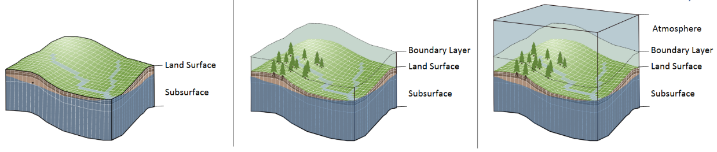 Land Surface
Subsurface
Boundary Layer
Land Surface
Subsurface
Atmosphere
Boundary Layer
Land Surface
Subsurface